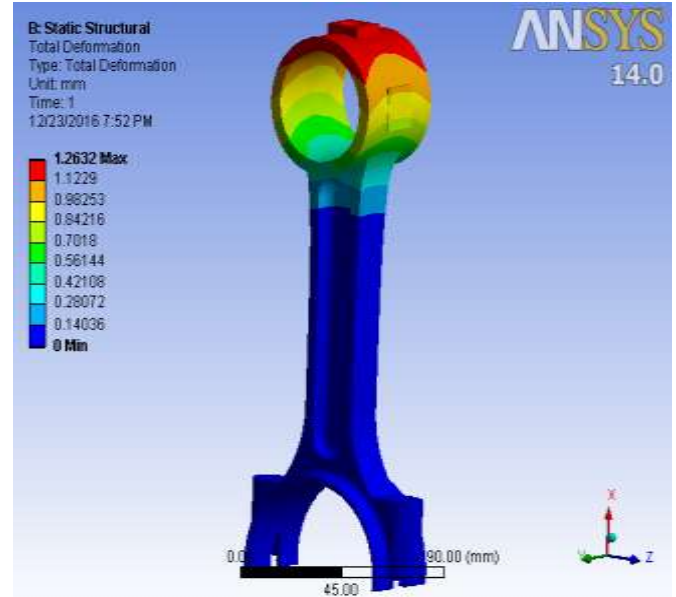 B: Static Structural
Total Deformation
Type: Total Deformation
Unit: mm
Time: 1
12/23/2016 7:52 PM
ANSYS
14.0
1.2632 Max
1.1229
0.98253
0.84216
0.7018
0.56144
0.42108
0.28072
0.14036
0 Min
X
Y
Z
90.00 (mm)
45.00